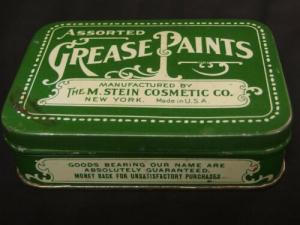 ASSORTED
GREASE PAINTS
MANUFACTURED BY
THE M. STEIN COSMETIC CO.
NEW YORK. Made in U.S.A.
GOODS BEARING OUR NAME ARE
ABSOLUTELY GUARANTEED.
MONEY BACK FOR UNSATISFACTORY PURCHASES